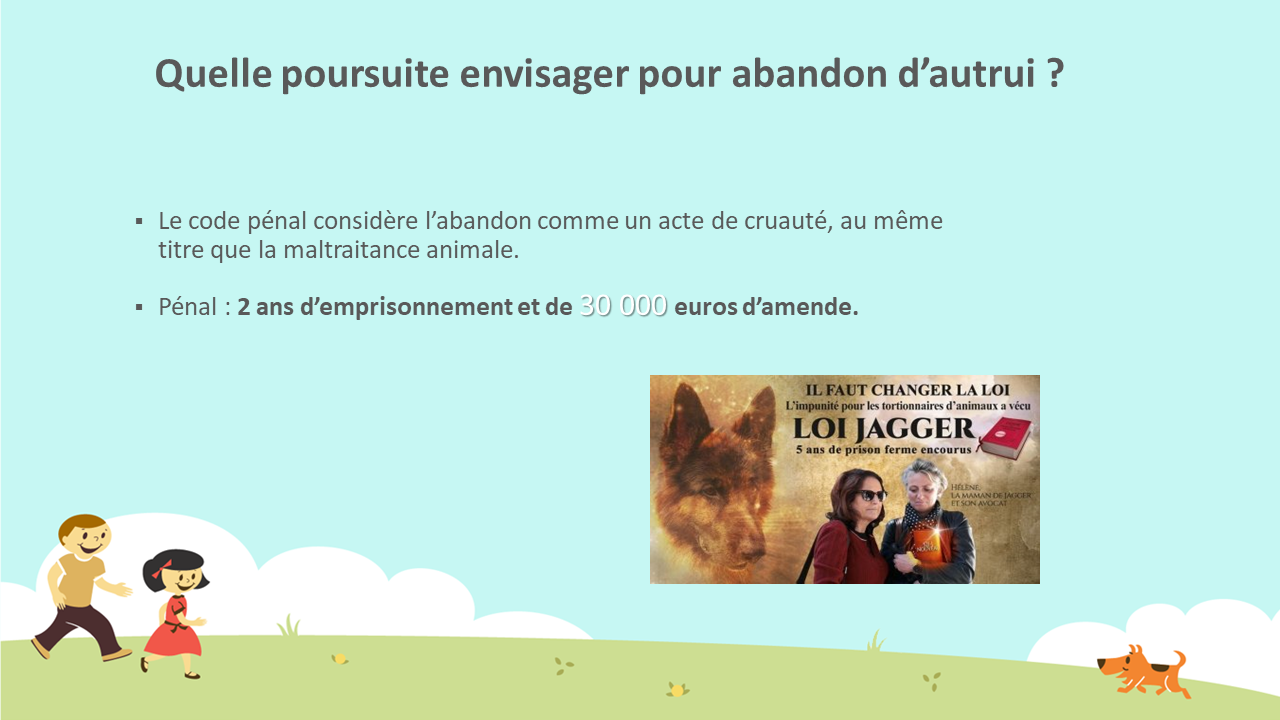 Quelle poursuite envisager pour abandon d’autrui ?
▪ Le code pénal considère l’abandon comme un acte de cruauté, au même
titre que la maltraitance animale.
▪ Pénal : 2 ans d’emprisonnement et de 30 000 euros d’amende.
IL FAUT CHANGER LA LOI
L’impunité pour les tortionnaires d’animaux a vécu
LOI JAGGER
5 ans de prison ferme encourus
HÉLÈNE,
LA MAMAN DE JAGGER
ET SON AVOCAT